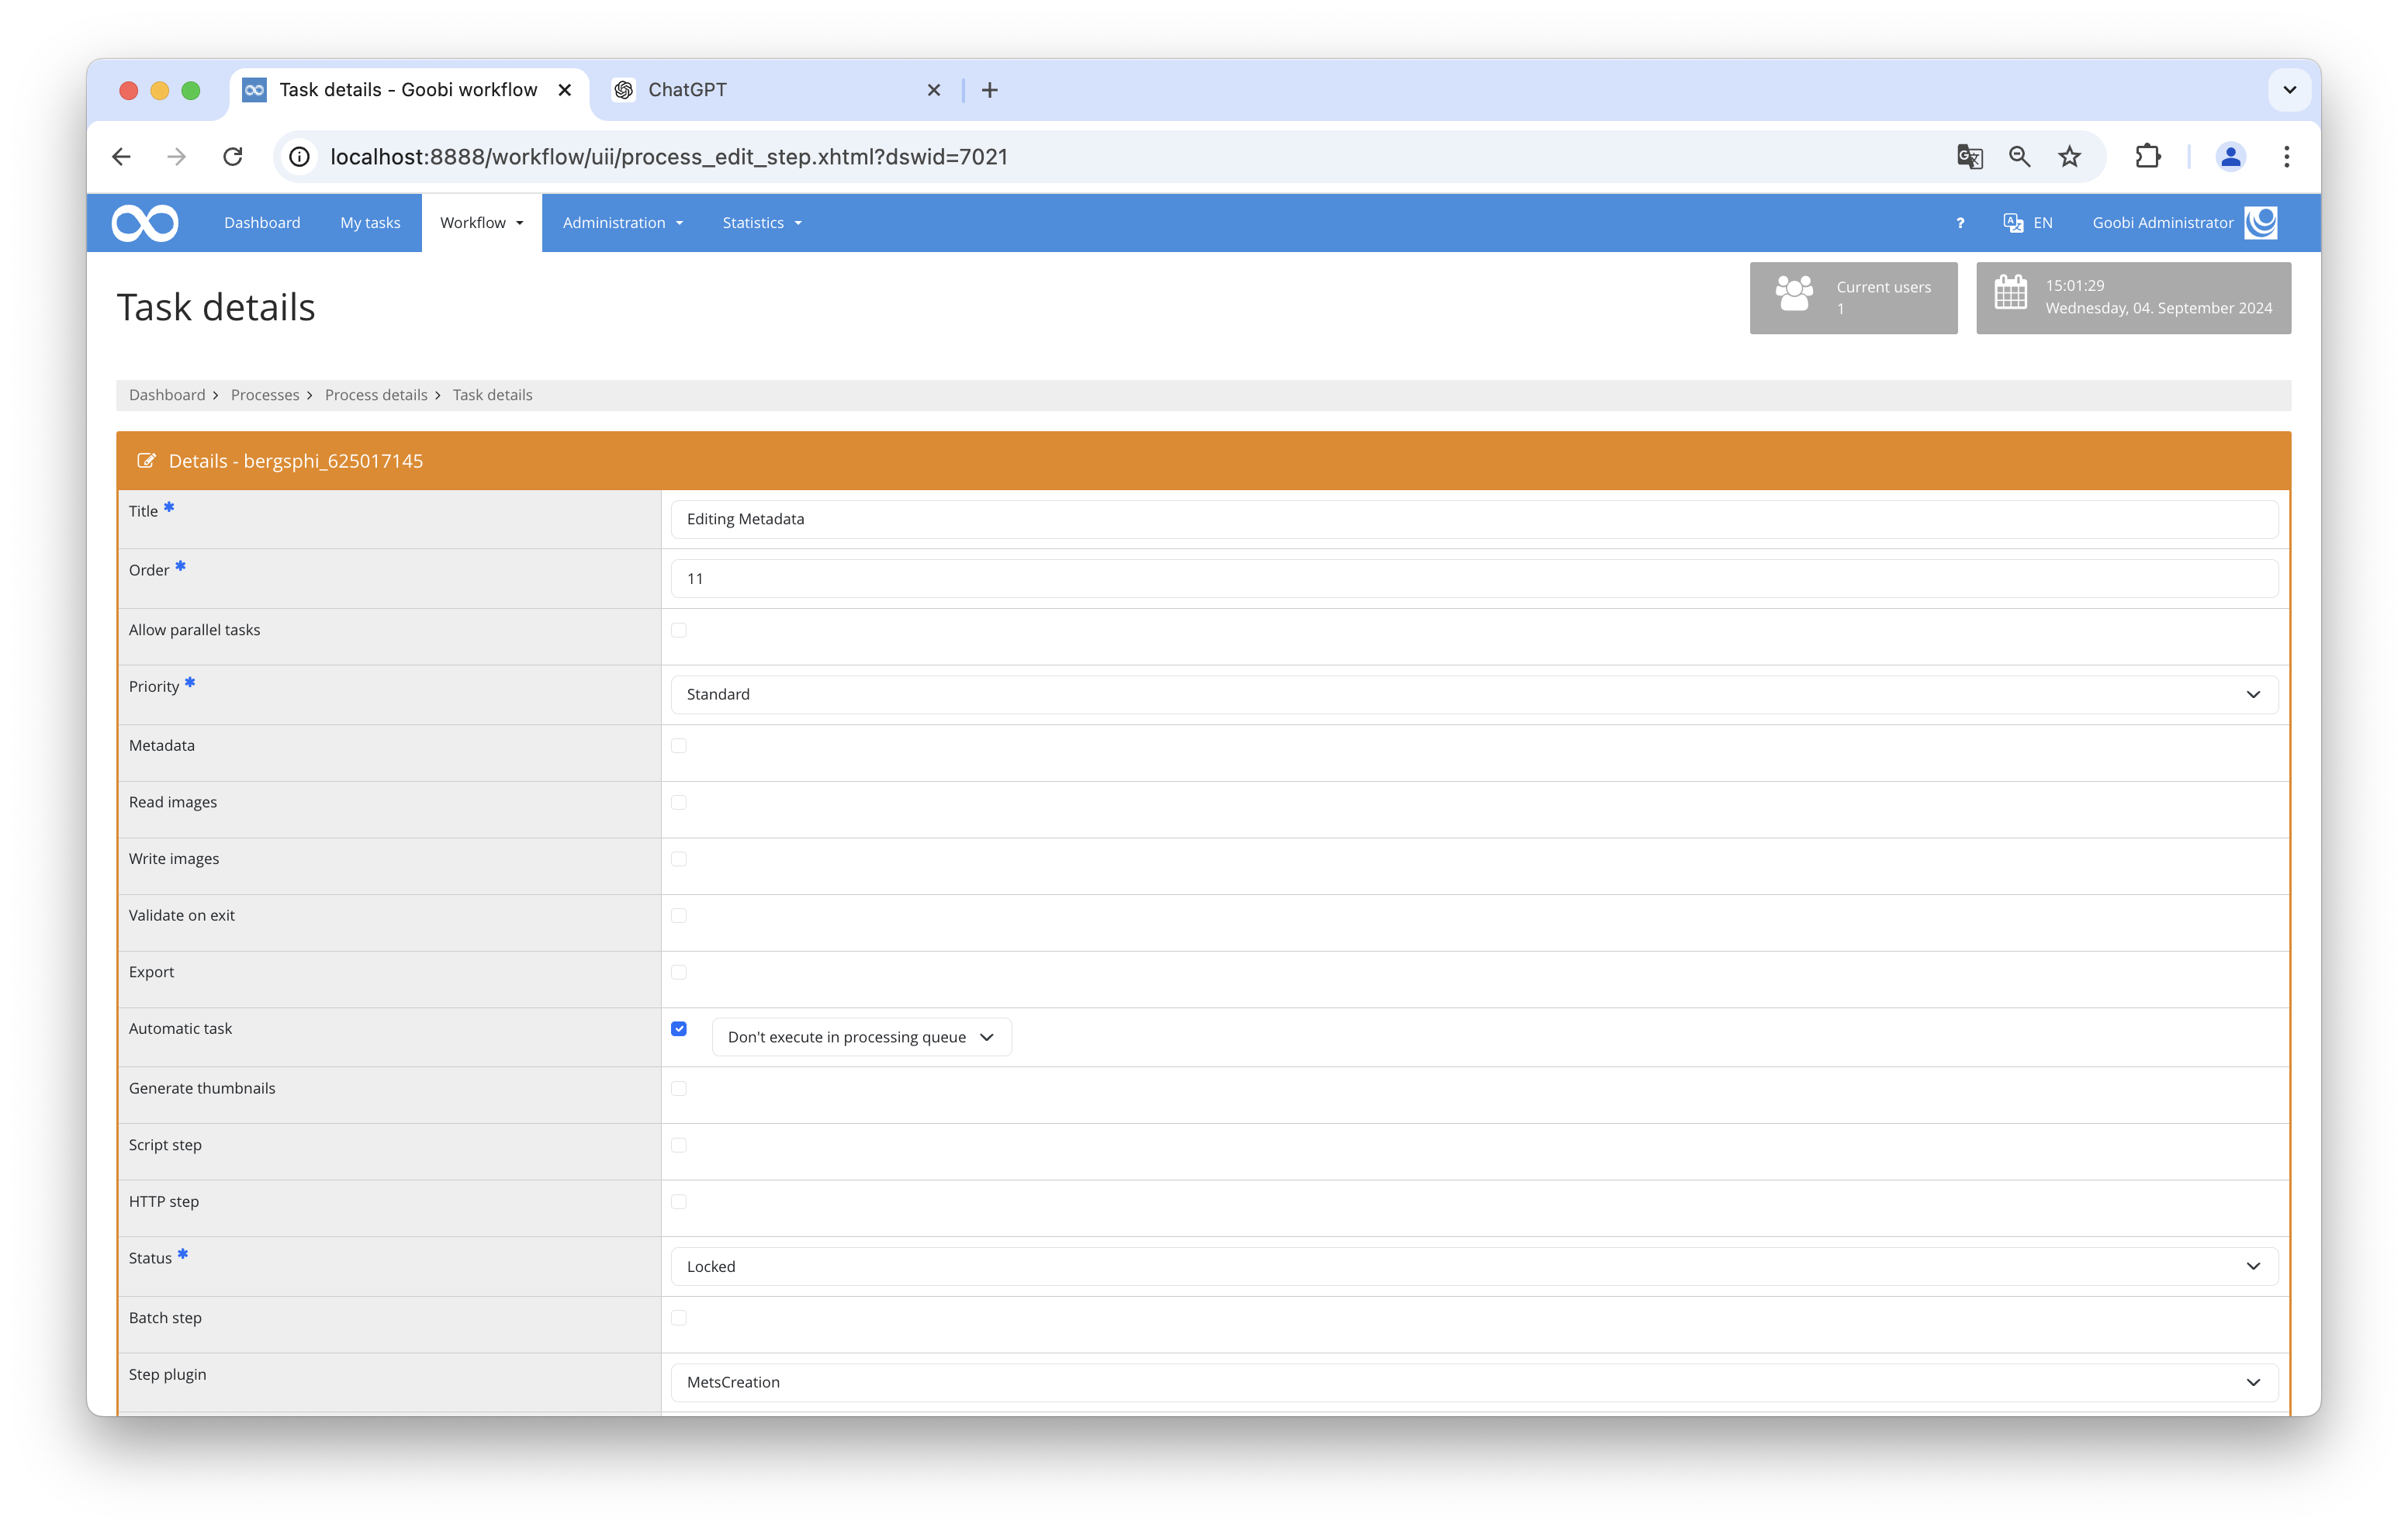 Task details - Goobi workflow
ChatGPT
localhost:8888/workflow/uii/process_edit_step.xhtml?dswid=7021
Dashboard
My tasks
Workflow
Administration
Statistics
?
EN
Goobi Administrator
Task details
Current users
1
15:01:29
Wednesday, 04. September 2024
Dashboard > Processes > Process details > Task details
Details - bergsphi_625017145
Title *
Editing Metadata
Order *
11
Allow parallel tasks
Priority *
Standard
Metadata
Read images
Write images
Validate on exit
Export
Automatic task
Don't execute in processing queue
Generate thumbnails
Script step
HTTP step
Status *
Locked
Batch step
Step plugin
MetsCreation